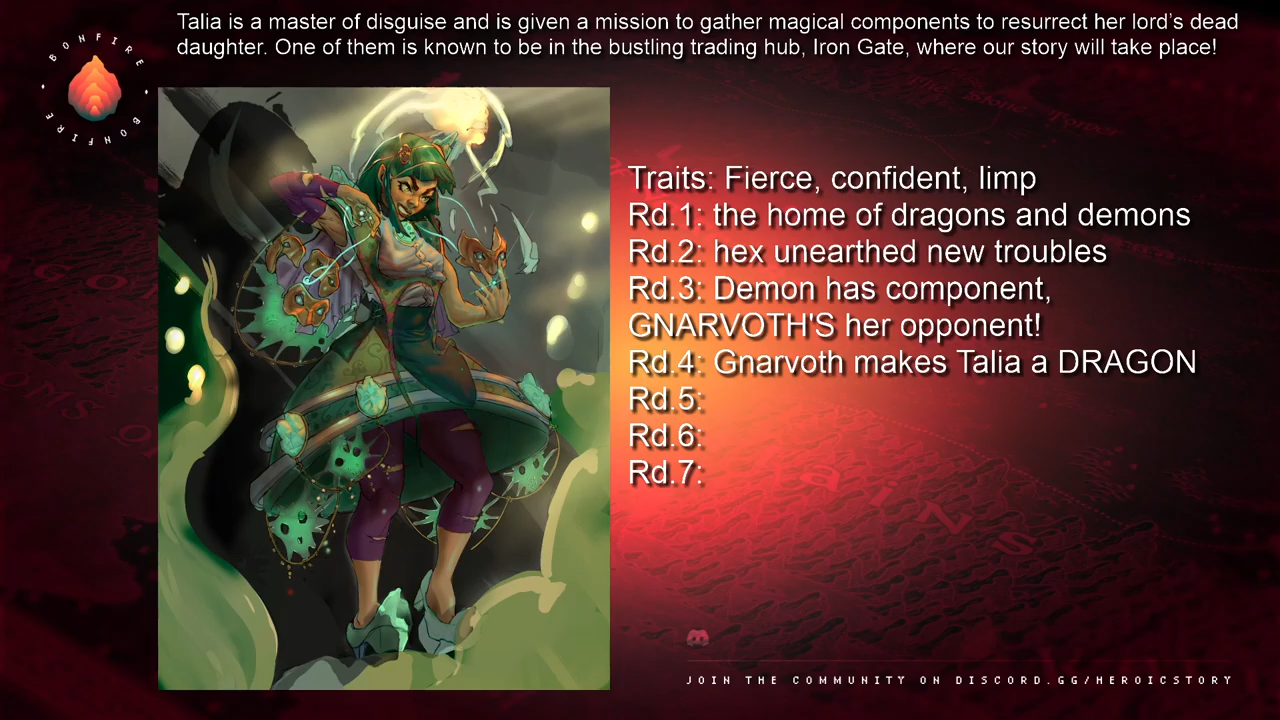 Talia is a master of disguise and is given a mission to gather magical components to resurrect her lord's dead
daughter. One of them is known to be in the bustling trading hub, Iron Gate, where our story will take place!
BONFIRE
BONFIRE
Traits: Fierce, confident, limp
Rd.1: the home of dragons and demons
Rd.2: hex unearthed new troubles
Rd.3: Demon has component,
GNARVOTH'S her opponent!
Rd.4: Gnarvoth makes Talia a DRAGON
Rd.5:
Rd.6:
Rd.7:
JOIN THE COMMUNITY ON DISCORD.GG/HEROICSTORY